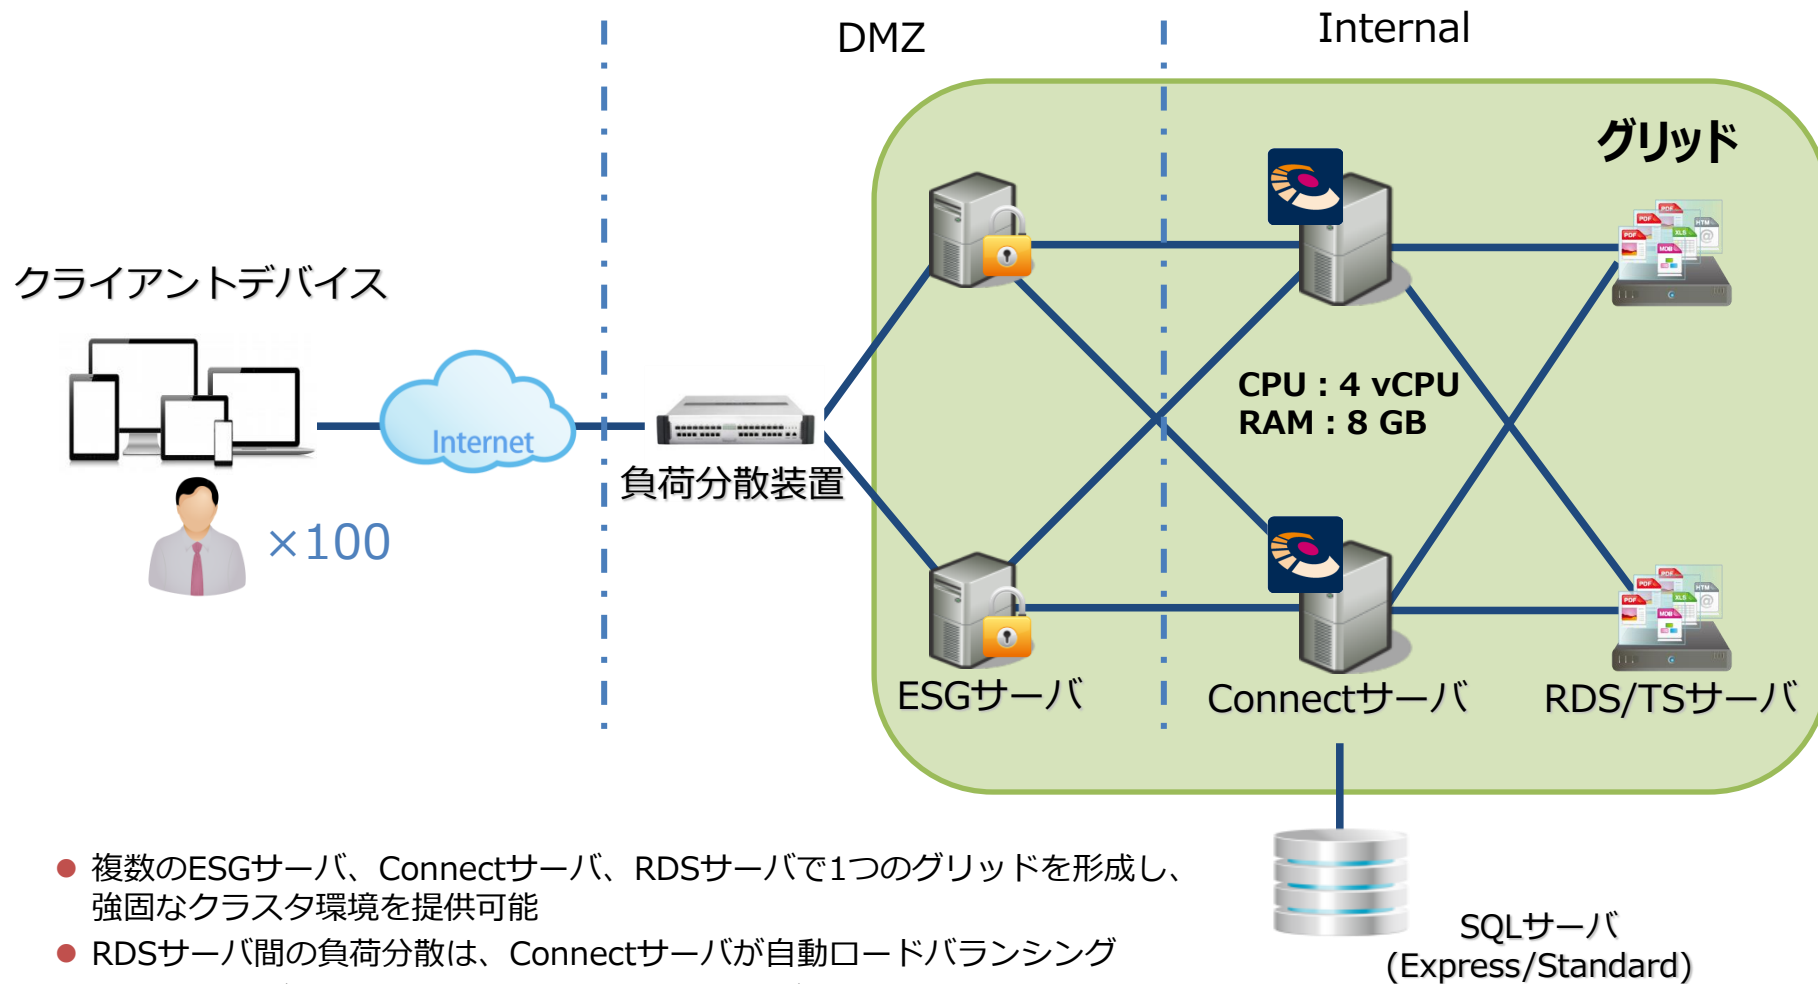 DMZ
Internal
グリッド
クライアントデバイス
Internet
負荷分散装置
×100
CPU：4 vCPU
RAM：8 GB
ESGサーバ
Connectサーバ
RDS/TSサーバ
● 複数のESGサーバ、Connectサーバ、RDSサーバで1つのグリッドを形成し、
強固なクラスタ環境を提供可能
● RDSサーバ間の負荷分散は、Connectサーバが自動ロードバランシング
SQLサーバ
(Express/Standard)